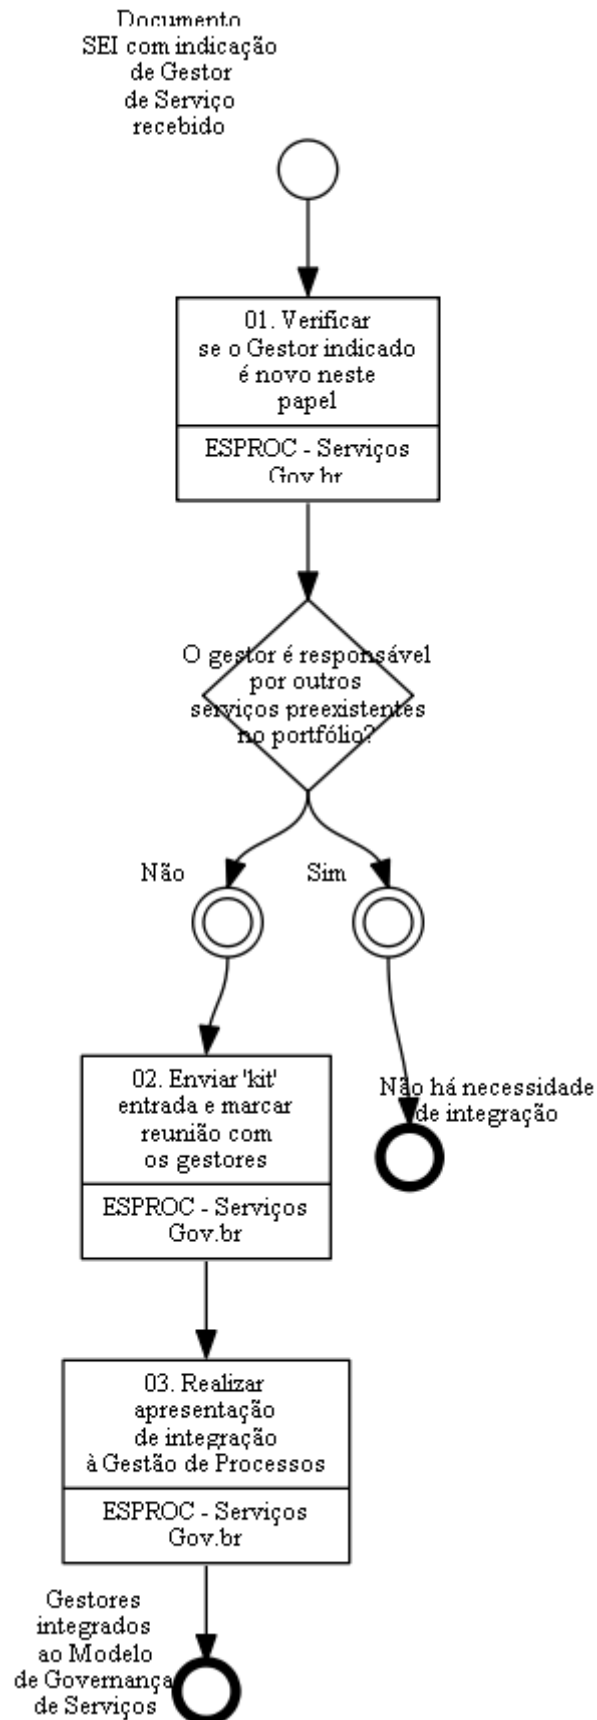 Documento
SEI com indicação
de Gestor
de Serviço
recebido
01. Verificar
se o Gestor indicado
é novo neste
papel
ESPROC - Serviços
Gov.br
O gestor é responsável
por outros
serviços preexistentes
no portfólio?
Não
Sim
02. Enviar 'kit'
entrada e marcar
reunião com
os gestores
ESPROC - Serviços
Gov.br
Não há necessidade
de integração
03. Realizar
apresentação
de integração
à Gestão de Processos
ESPROC - Serviços
Gov.br
Gestores
integrados
ao Modelo
de Governança
de Serviços